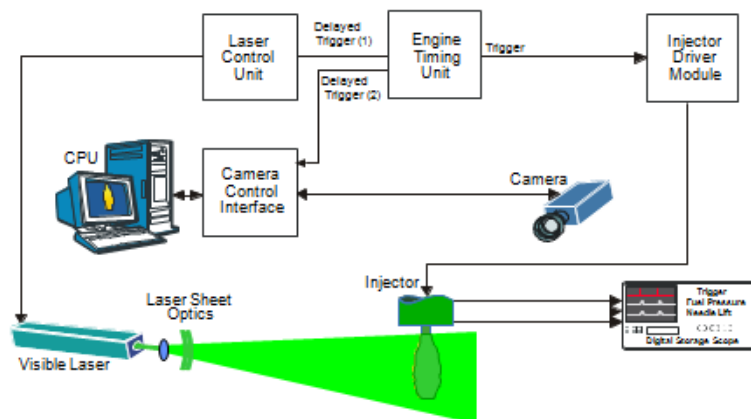 Laser
Control
Unit
Delayed
Trigger (1)
Engine
Timing
Unit
Trigger
Injector
Driver
Module
Delayed
Trigger (2)
CPU
Camera
Control
Interface
Camera
Injector
Laser Sheet
Optics
Visible Laser
Trigger
Fuel Pressure
Needle Lift
Digital Storage Scope